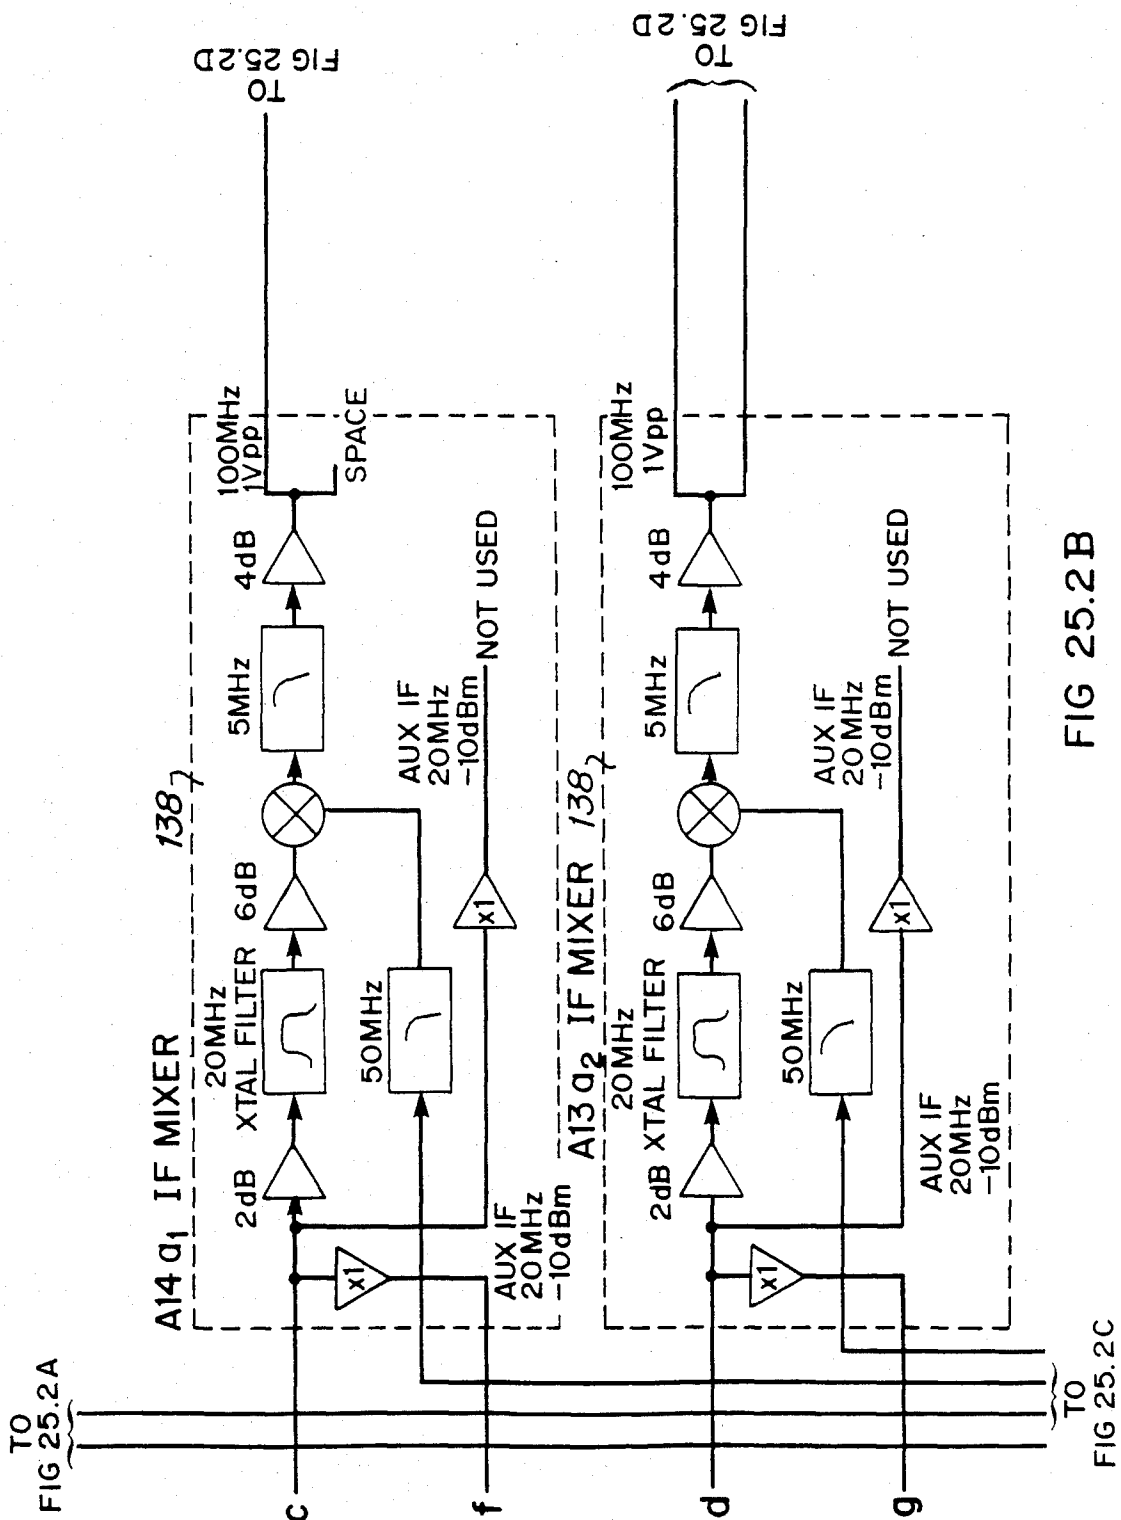 TO
FIG 25.2A
c
f
d
g
A14 a1 IF MIXER
138
2dB
20MHz
XTAL FILTER
6dB
5MHz
4dB
100MHz
1Vpp
SPACE
TO
FIG 25.2D
x1
50MHz
x1
AUX IF
20MHz
-10dBm
NOT USED
AUX IF
20MHz
-10dBm
A13 a2 IF MIXER
138
2dB
20MHz
XTAL FILTER
6dB
5MHz
4dB
100MHz
1Vpp
TO
FIG 25.2D
x1
50MHz
x1
AUX IF
20MHz
-10dBm
NOT USED
AUX IF
20MHz
-10dBm
TO
FIG 25.2C
FIG 25.2B